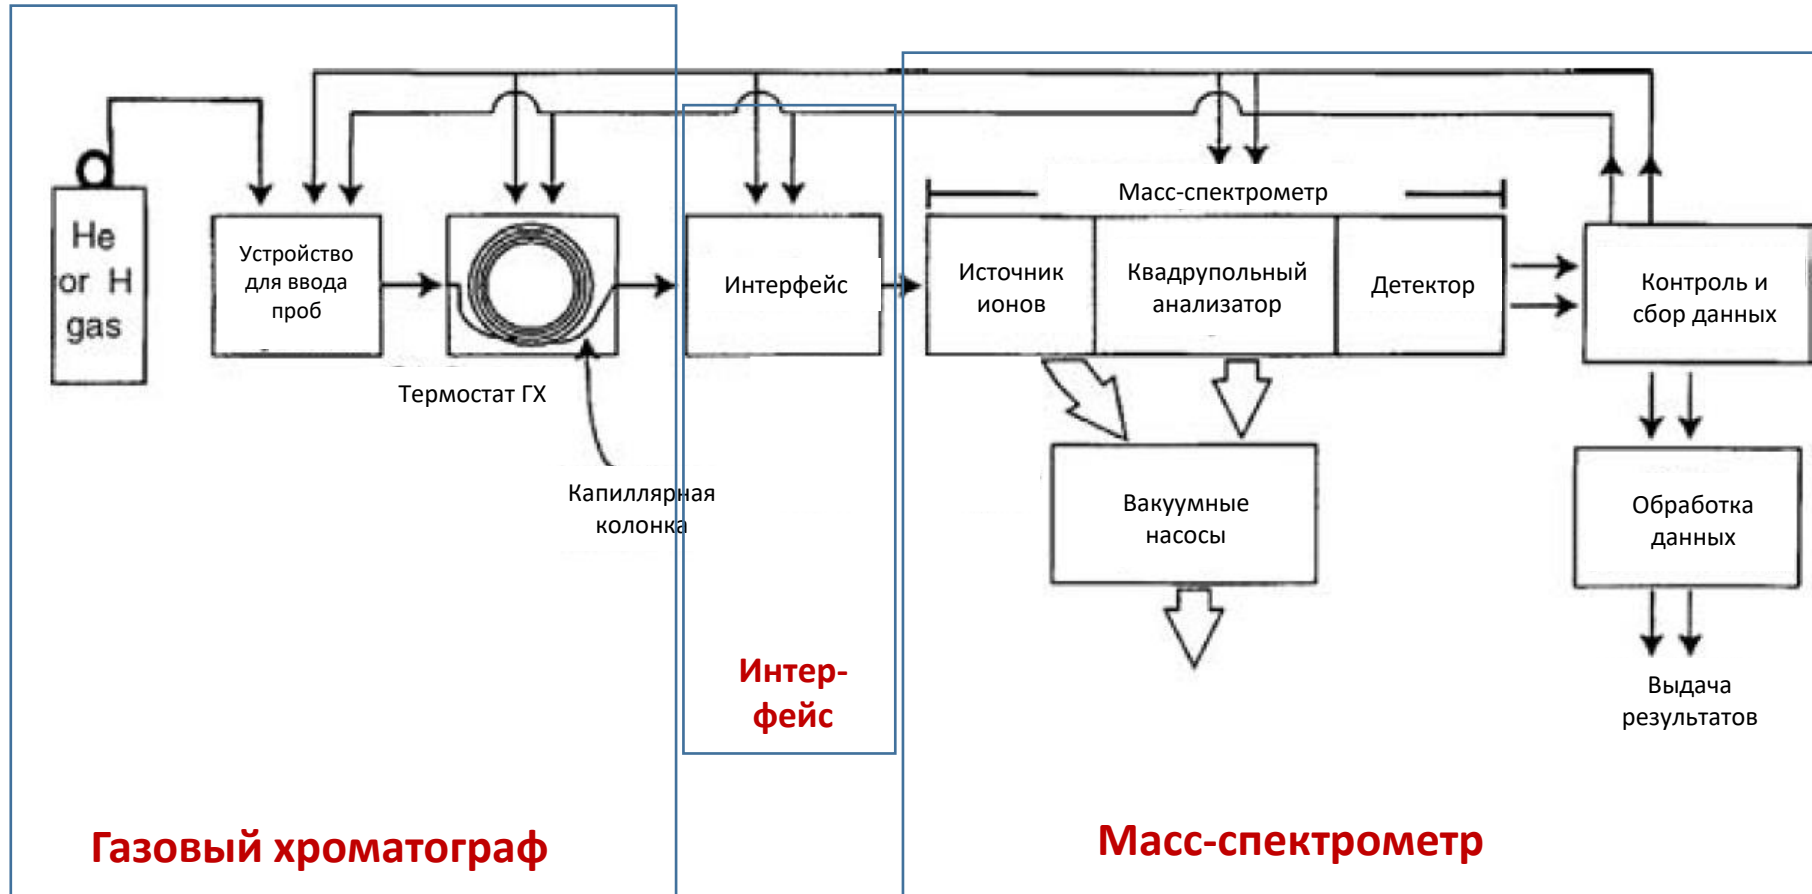 He
or H
gas
Устройство
для ввода
проб
Термостат ГХ
Капиллярная
колонка
Интерфейс
Интер-
фейс
Масс-спектрометр
Источник
ионов
Квадрупольный
анализатор
Детектор
Контроль и
сбор данных
Вакуумные
насосы
Обработка
данных
Выдача
результатов
Газовый хроматограф
Масс-спектрометр